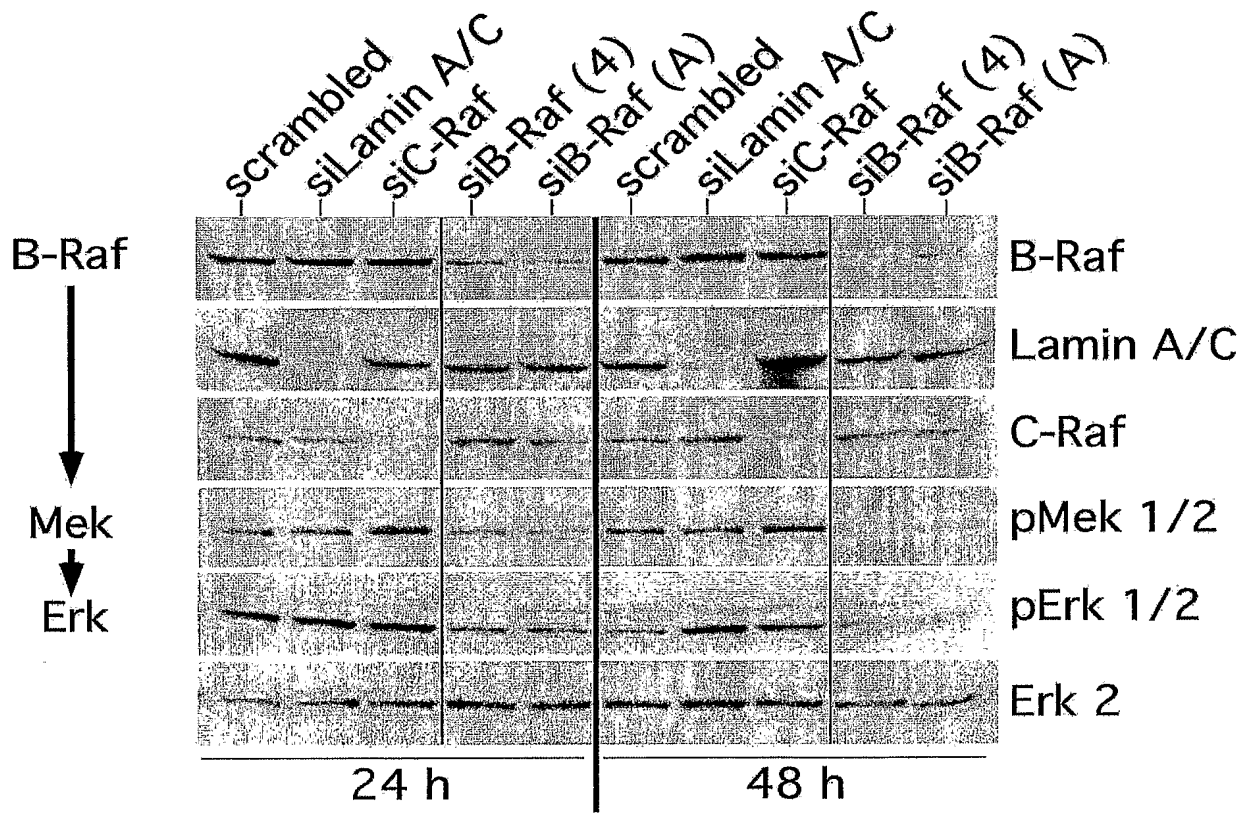 scrambled
siLamin A/C
siC-Raf
siB-Raf (4)
siB-Raf (A)
scrambled
siLamin A/C
siC-Raf
siB-Raf (4)
siB-Raf (A)
B-Raf
B-Raf
Lamin A/C
C-Raf
Mek
pMek 1/2
Erk
pErk 1/2
Erk 2
24 h
48 h